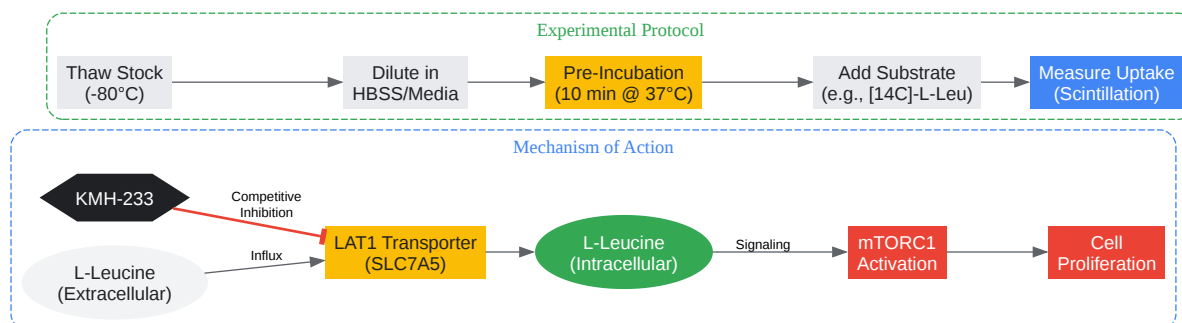 Experimental Protocol
Thaw Stock
(-80°C)
Dilute in
HBSS/Media
Pre-Incubation
(10 min @ 37°C)
Add Substrate
(e.g., [14C]-L-Leu)
Measure Uptake
(Scintillation)
Mechanism of Action
KMH-233
Competitive
Inhibition
L-Leucine
(Extracellular)
Influx
LAT1 Transporter
(SLC7A5)
L-Leucine
(Intracellular)
Signaling
mTORC1
Activation
Cell
Proliferation